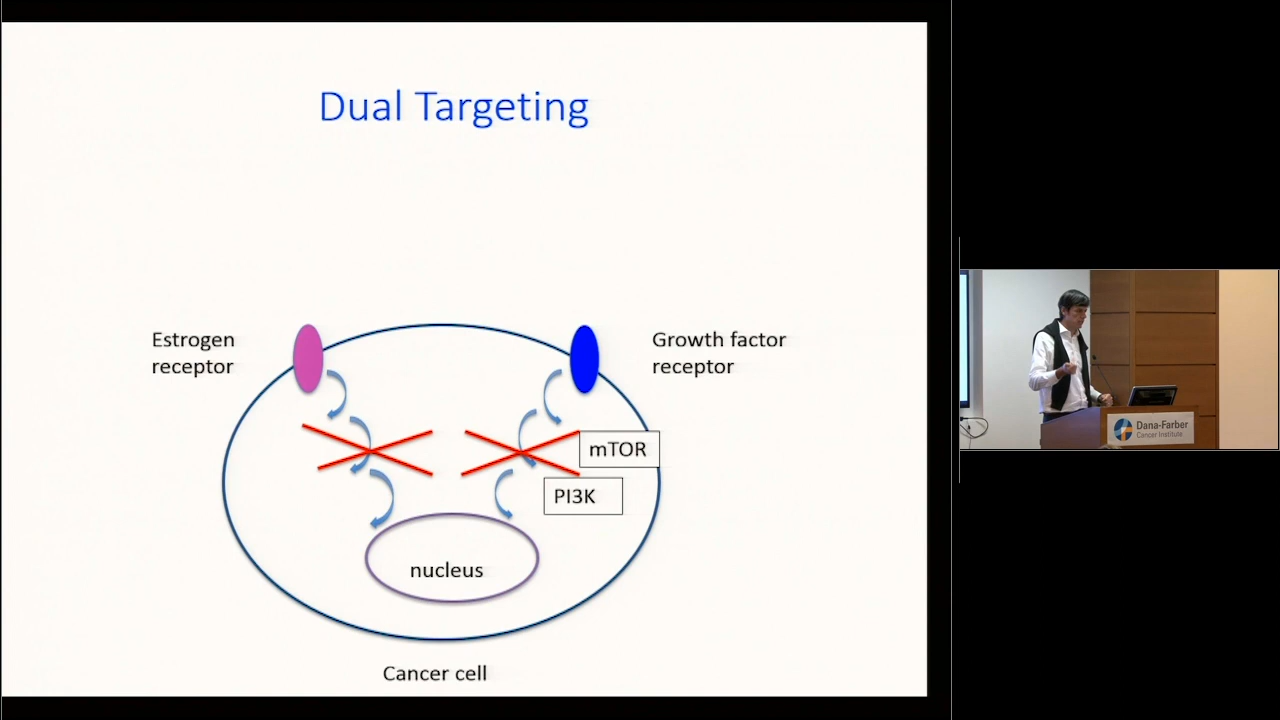 Dual Targeting
Estrogen
receptor
Growth factor
receptor
mTOR
PI3K
nucleus
Cancer cell
Dana-Farber
Cancer Institute